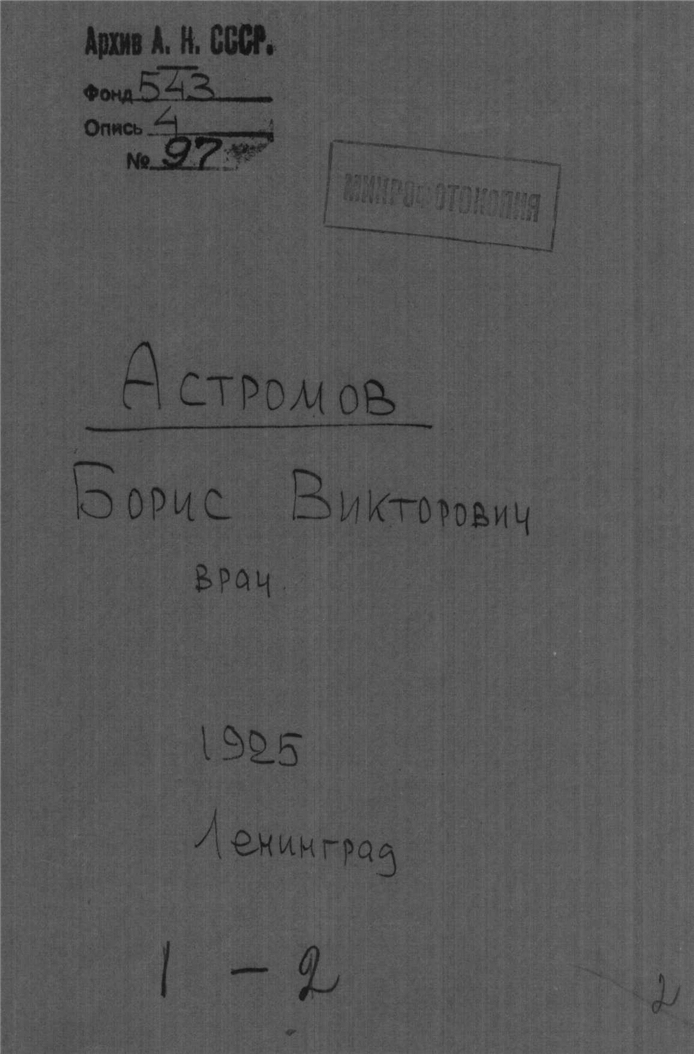 Архив А. Н. СССР.
Фонд 543
Опись 4
№ 97
МИКРОФОТОКОПИЯ
Астромов
Борис Викторович
врач.
1925
Ленинград
1 – 2
2